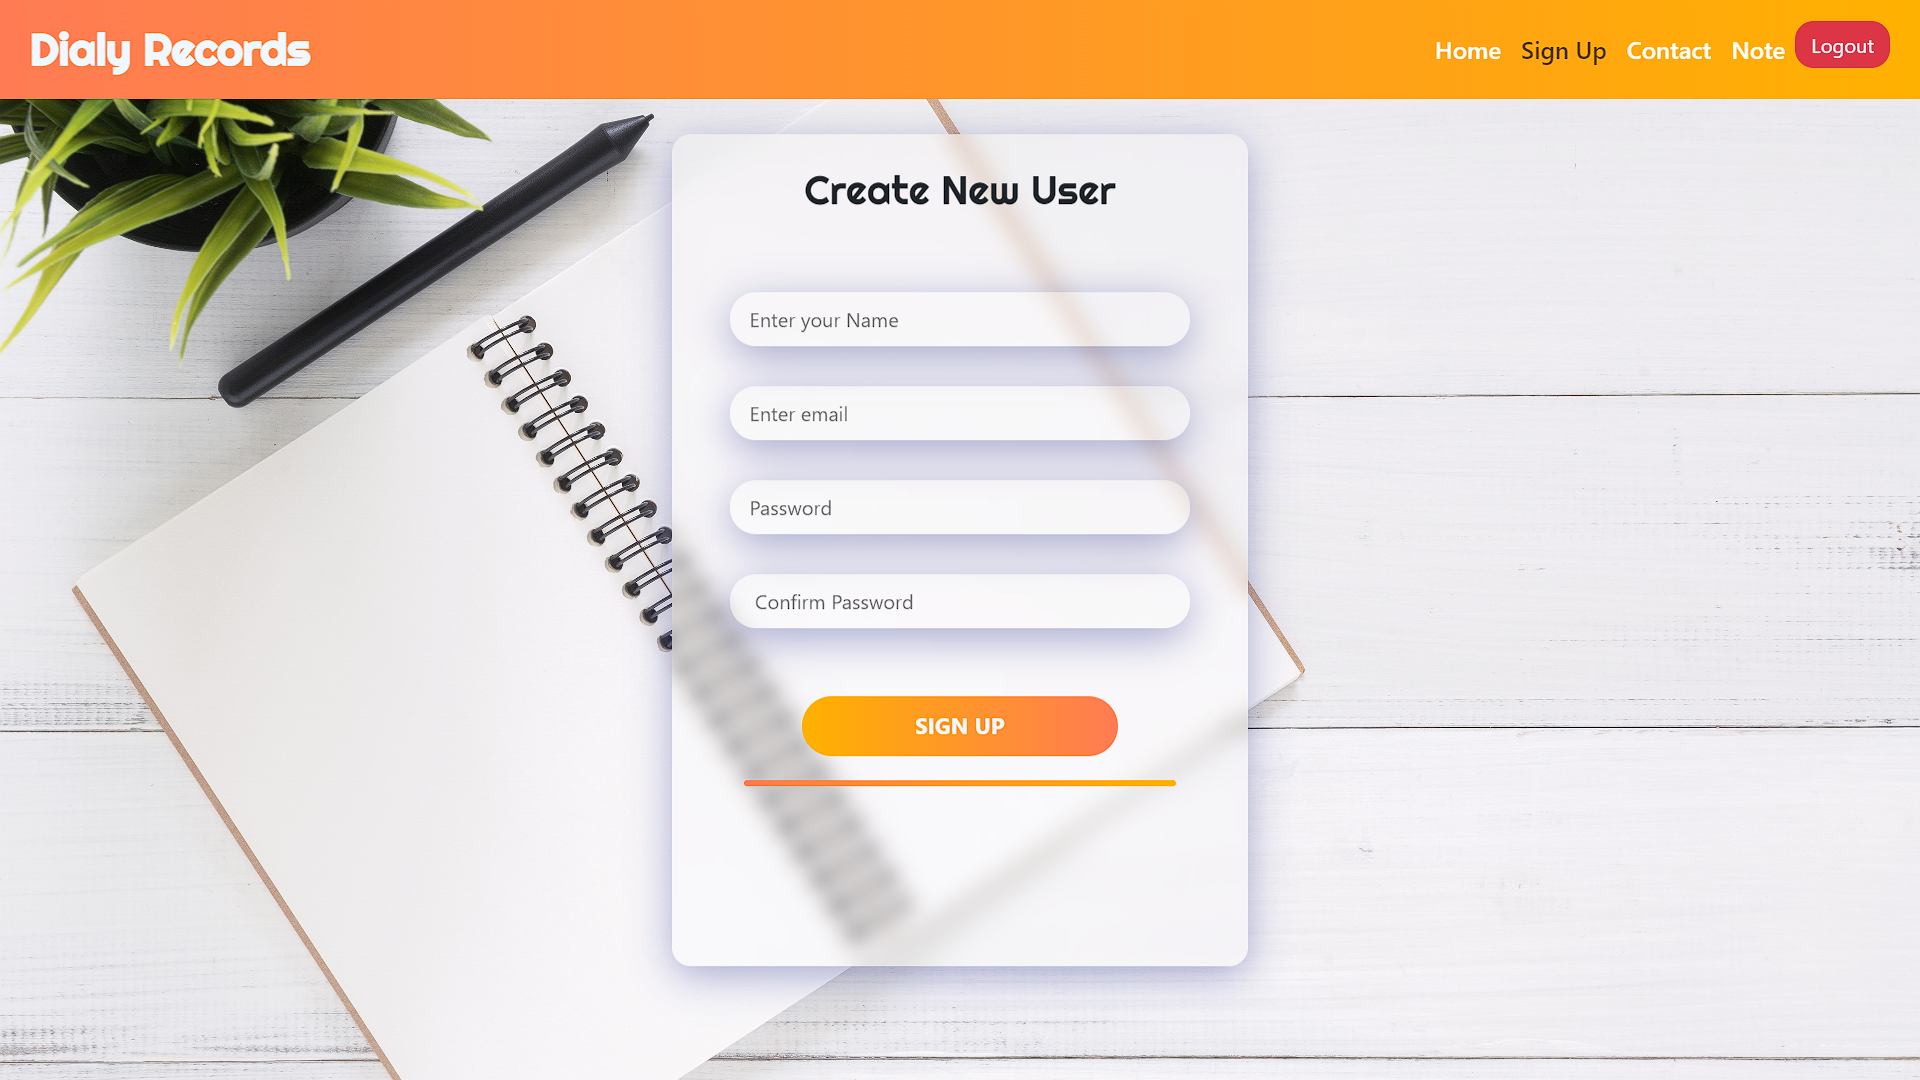 Dialy Records
Home Sign Up Contact Note Logout
Create New User
Enter your Name
Enter email
Password
Confirm Password
SIGN UP